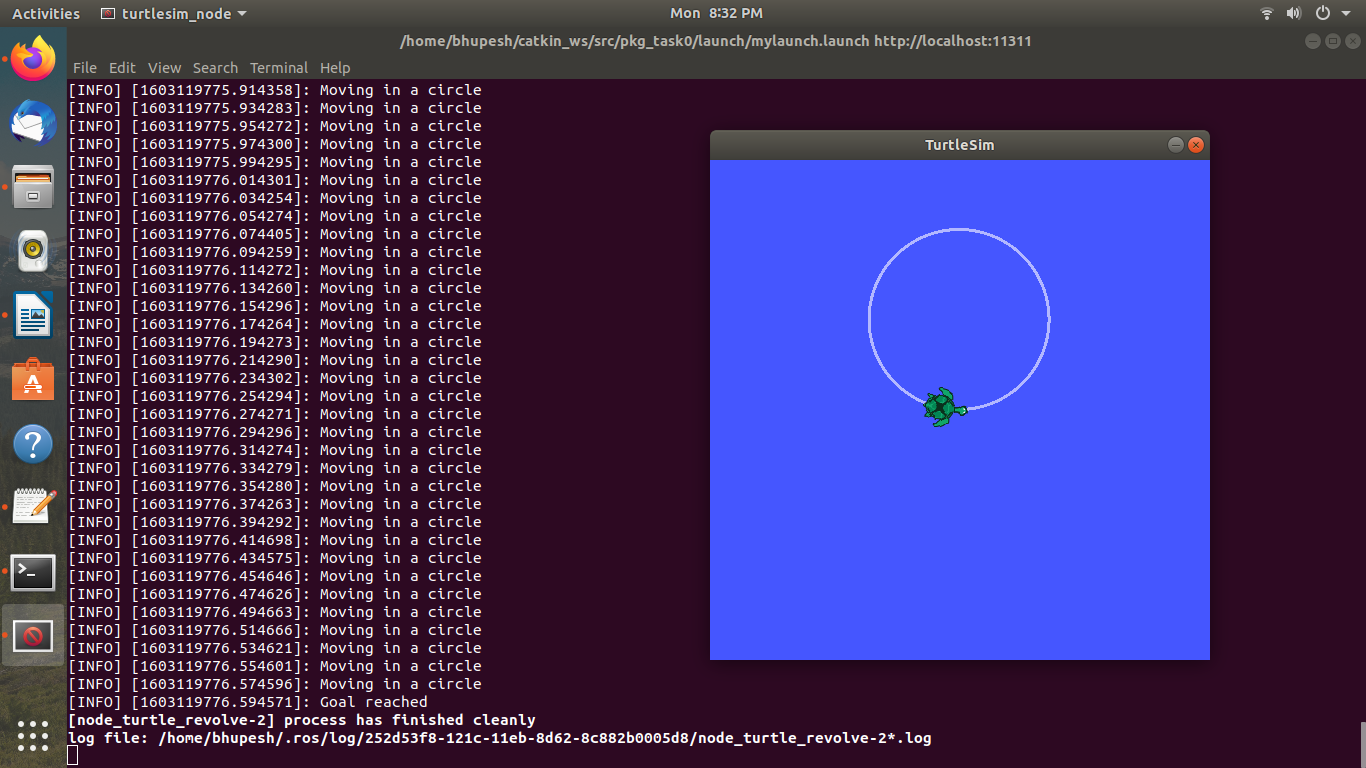 Activities turtlesim_node Mon 8:32 PM
/home/bhupesh/catkin_ws/src/pkg_task0/launch/mylaunch.launch http://localhost:11311
File Edit View Search Terminal Help
[INFO] [1603119775.914358]: Moving in a circle
[INFO] [1603119775.934283]: Moving in a circle
[INFO] [1603119775.954272]: Moving in a circle
[INFO] [1603119775.974300]: Moving in a circle
[INFO] [1603119775.994295]: Moving in a circle
[INFO] [1603119776.014301]: Moving in a circle
[INFO] [1603119776.034254]: Moving in a circle
[INFO] [1603119776.054274]: Moving in a circle
[INFO] [1603119776.074405]: Moving in a circle
[INFO] [1603119776.094259]: Moving in a circle
[INFO] [1603119776.114272]: Moving in a circle
[INFO] [1603119776.134260]: Moving in a circle
[INFO] [1603119776.154296]: Moving in a circle
[INFO] [1603119776.174264]: Moving in a circle
[INFO] [1603119776.194273]: Moving in a circle
[INFO] [1603119776.214290]: Moving in a circle
[INFO] [1603119776.234302]: Moving in a circle
[INFO] [1603119776.254294]: Moving in a circle
[INFO] [1603119776.274271]: Moving in a circle
[INFO] [1603119776.294296]: Moving in a circle
[INFO] [1603119776.314274]: Moving in a circle
[INFO] [1603119776.334279]: Moving in a circle
[INFO] [1603119776.354280]: Moving in a circle
[INFO] [1603119776.374263]: Moving in a circle
[INFO] [1603119776.394292]: Moving in a circle
[INFO] [1603119776.414698]: Moving in a circle
[INFO] [1603119776.434575]: Moving in a circle
[INFO] [1603119776.454646]: Moving in a circle
[INFO] [1603119776.474626]: Moving in a circle
[INFO] [1603119776.494663]: Moving in a circle
[INFO] [1603119776.514666]: Moving in a circle
[INFO] [1603119776.534621]: Moving in a circle
[INFO] [1603119776.554601]: Moving in a circle
[INFO] [1603119776.574596]: Moving in a circle
[INFO] [1603119776.594571]: Goal reached
[node_turtle_revolve-2] process has finished cleanly
log file: /home/bhupesh/.ros/log/252d53f8-121c-11eb-8d62-8c882b0005d8/node_turtle_revolve-2*.log
TurtleSim